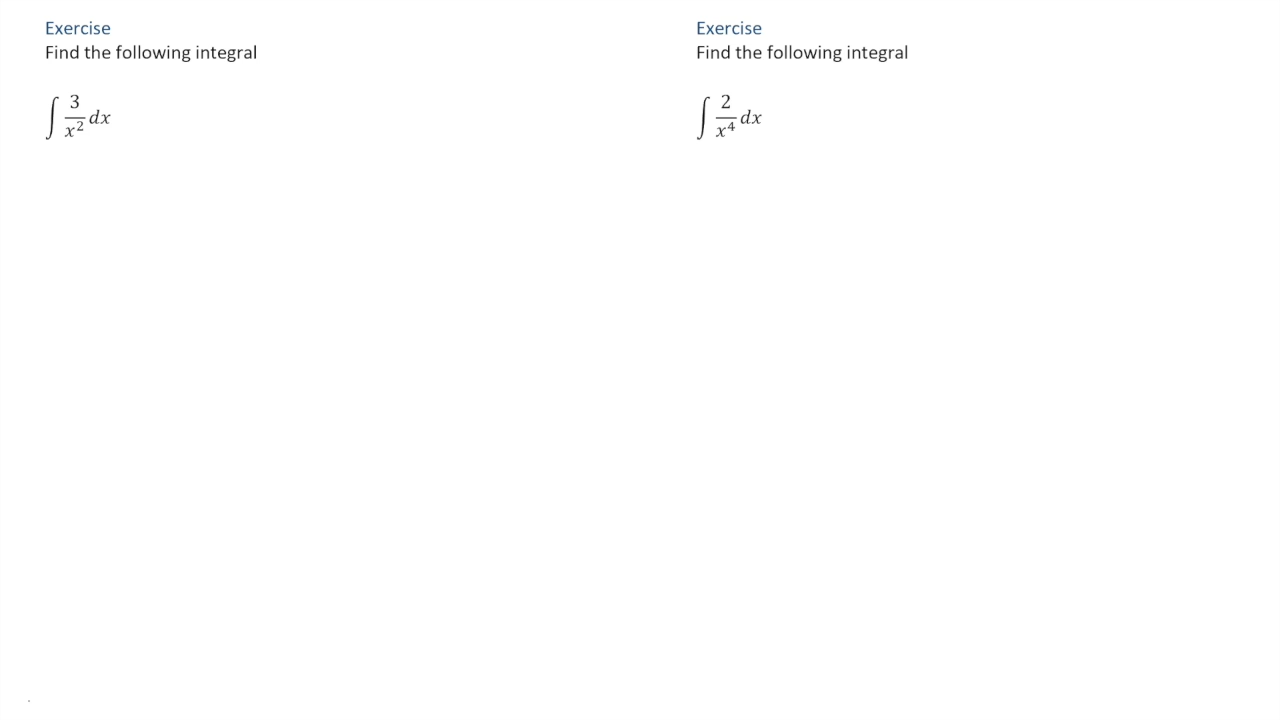 Exercise
Find the following integral
∫ 3/x² dx
Exercise
Find the following integral
∫ 2/x⁴ dx